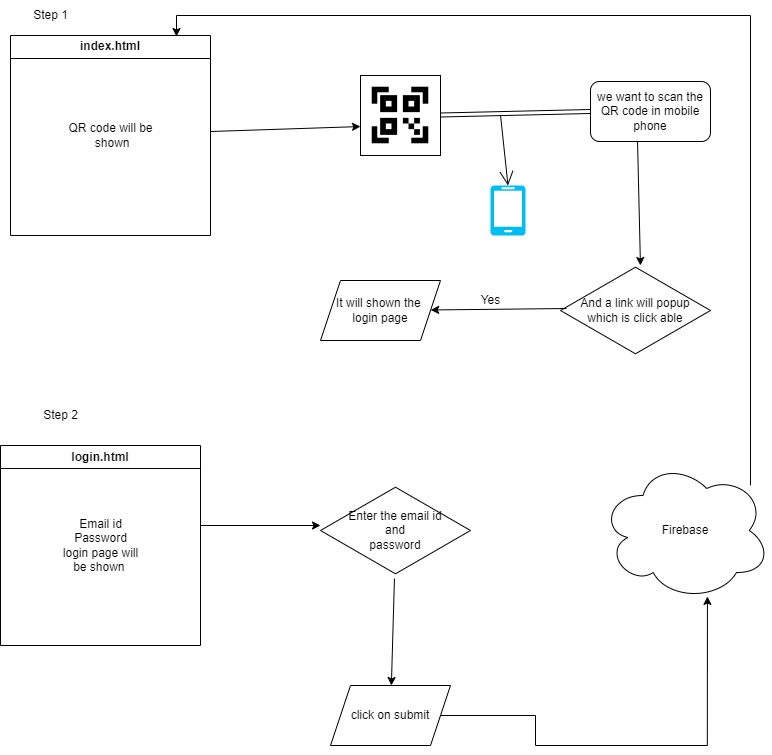 Step 1
index.html
QR code will be
shown
we want to scan the
QR code in mobile
phone
And a link will popup
which is click able
Yes
It will shown the
login page
Step 2
login.html
Email id
Password
login page will
be shown
Enter the email id
and
password
click on submit
Firebase